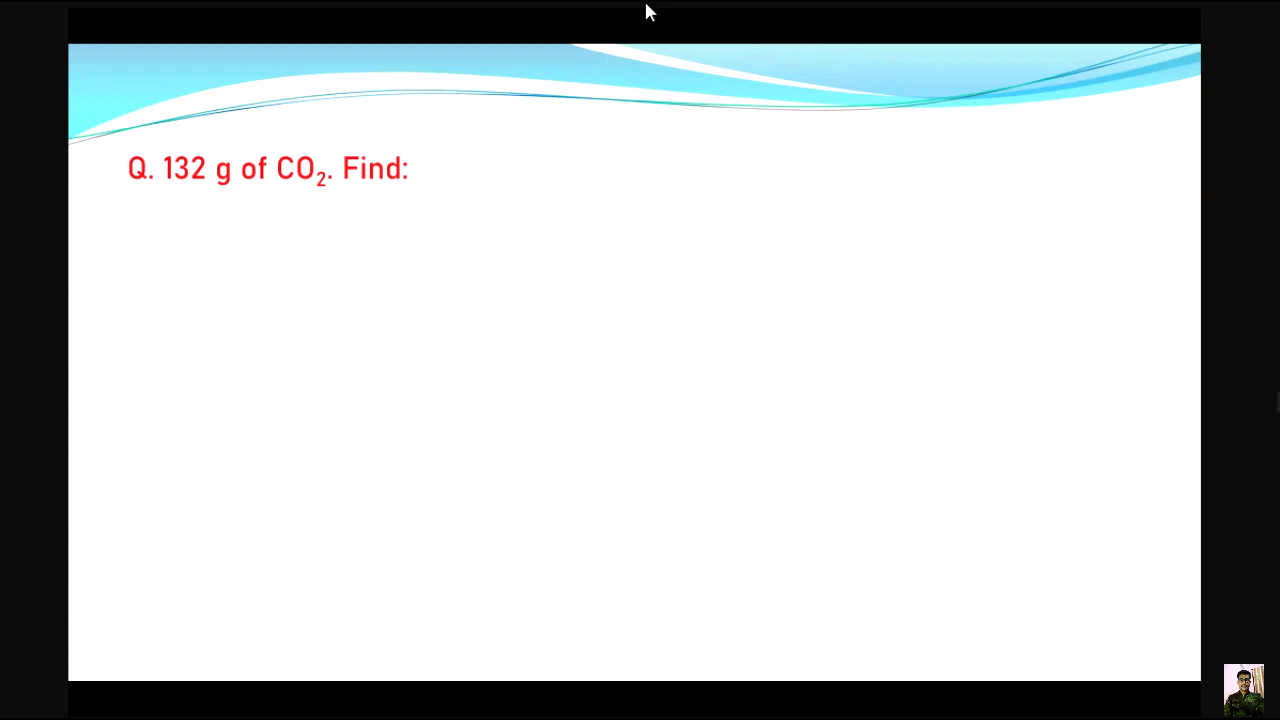 Q. 132 g of CO₂. Find: